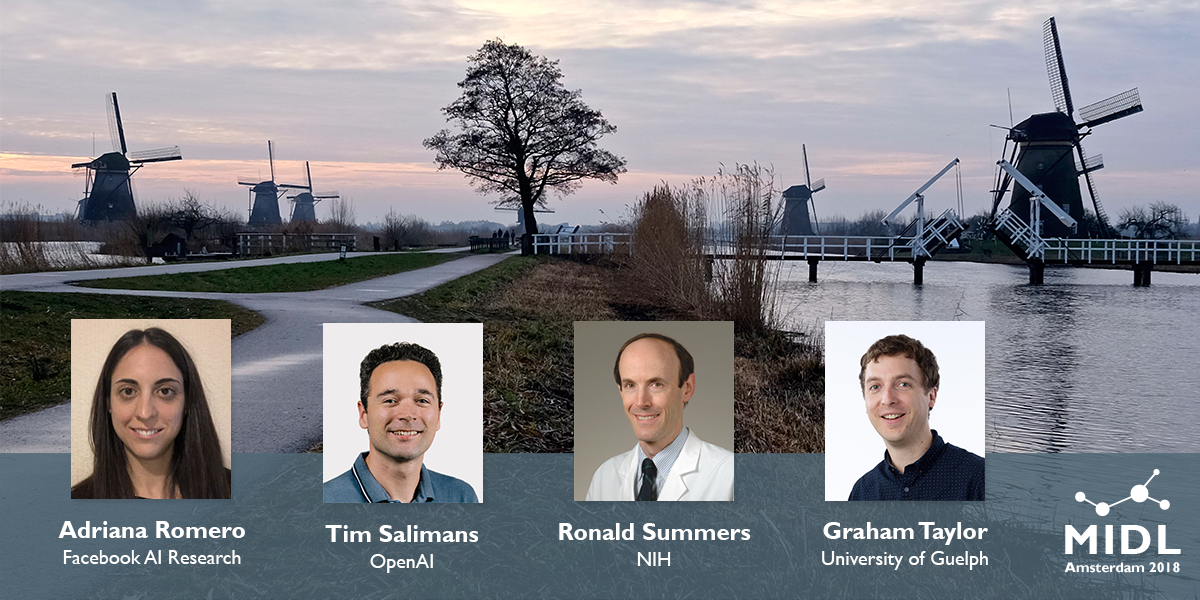 Adriana Romero
Facebook AI Research
Tim Salimans
OpenAI
Ronald Summers
NIH
Graham Taylor
University of Guelph
MIDL
Amsterdam 2018